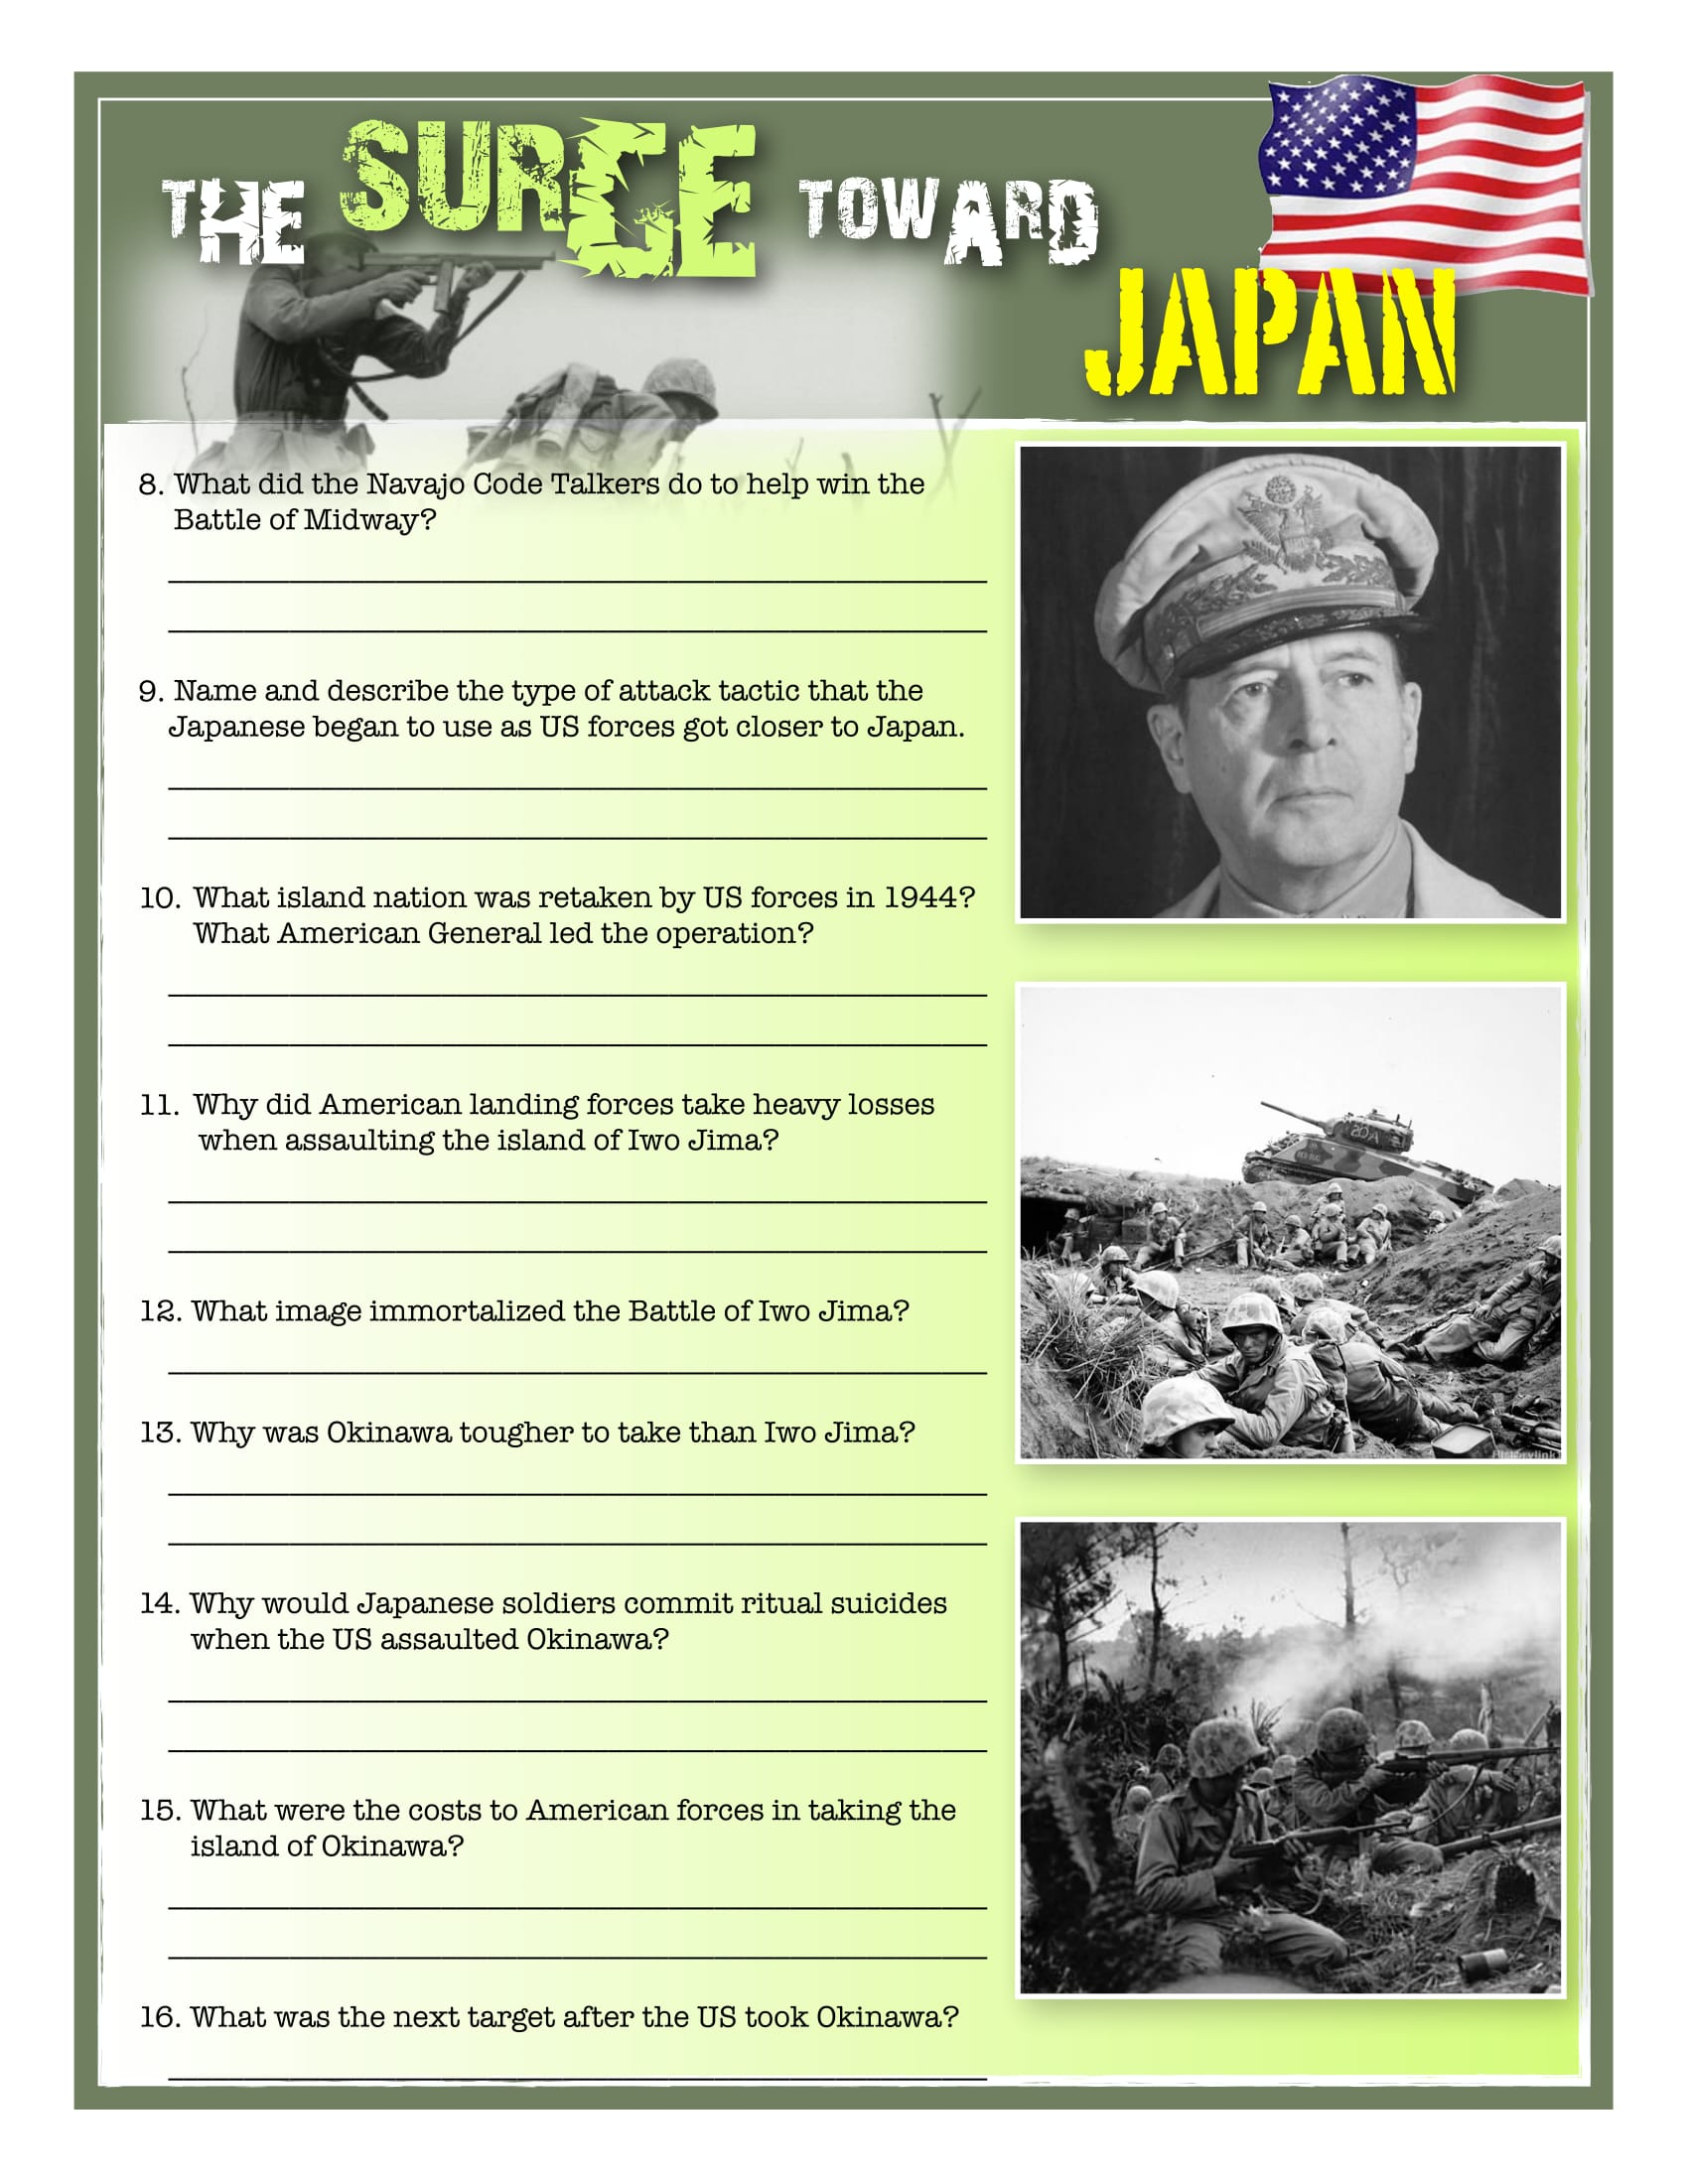 THE SURGE TOWARD
JAPAN
8. What did the Navajo Code Talkers do to help win the
Battle of Midway?
9. Name and describe the type of attack tactic that the
Japanese began to use as US forces got closer to Japan.
10. What island nation was retaken by US forces in 1944?
What American General led the operation?
11. Why did American landing forces take heavy losses
when assaulting the island of Iwo Jima?
12. What image immortalized the Battle of Iwo Jima?
13. Why was Okinawa tougher to take than Iwo Jima?
14. Why would Japanese soldiers commit ritual suicides
when the US assaulted Okinawa?
15. What were the costs to American forces in taking the
island of Okinawa?
16. What was the next target after the US took Okinawa?